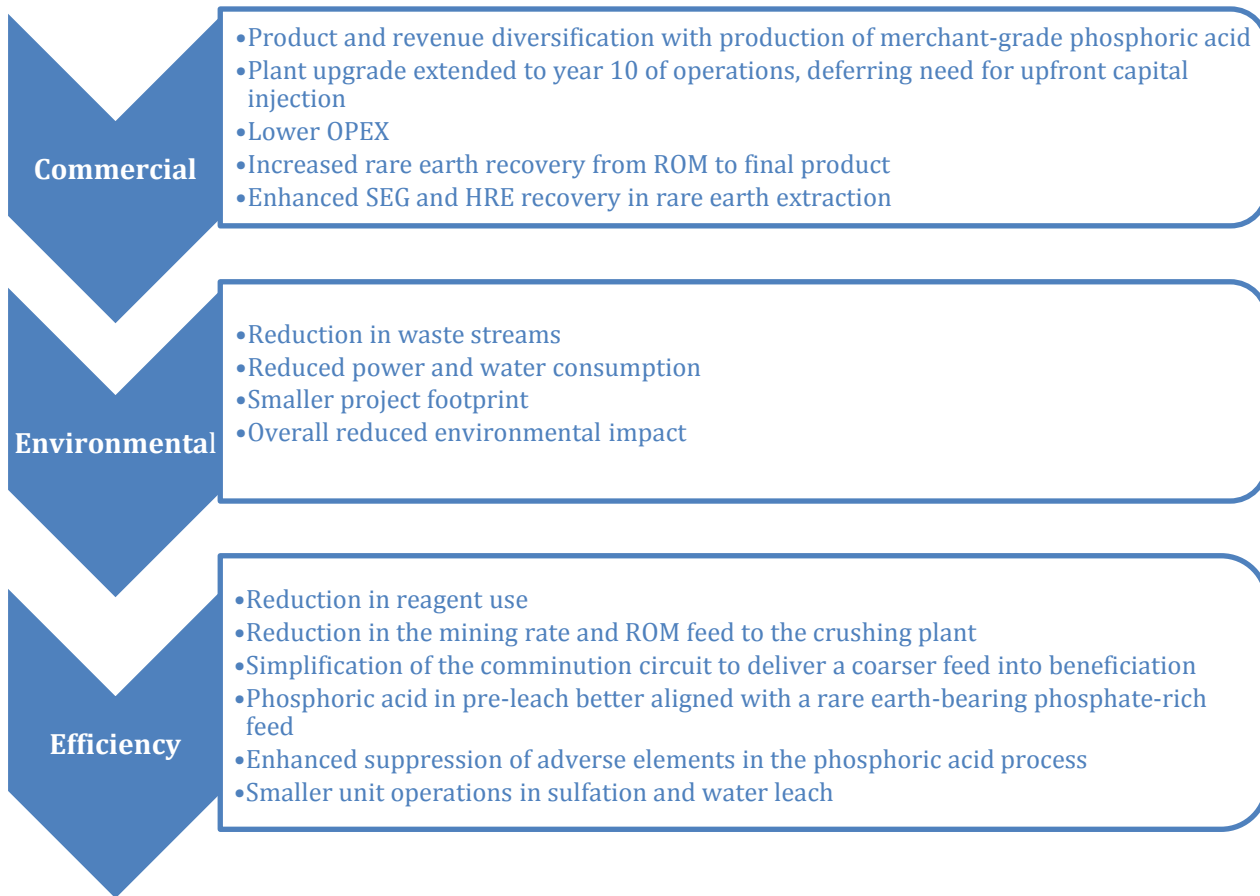 Commercial
•Product and revenue diversification with production of merchant-grade phosphoric acid
•Plant upgrade extended to year 10 of operations, deferring need for upfront capital
injection
•Lower OPEX
•Increased rare earth recovery from ROM to final product
•Enhanced SEG and HRE recovery in rare earth extraction
Environmental
•Reduction in waste streams
•Reduced power and water consumption
•Smaller project footprint
•Overall reduced environmental impact
Efficiency
•Reduction in reagent use
•Reduction in the mining rate and ROM feed to the crushing plant
•Simplification of the comminution circuit to deliver a coarser feed into beneficiation
•Phosphoric acid in pre-leach better aligned with a rare earth-bearing phosphate-rich
feed
•Enhanced suppression of adverse elements in the phosphoric acid process
•Smaller unit operations in sulfation and water leach